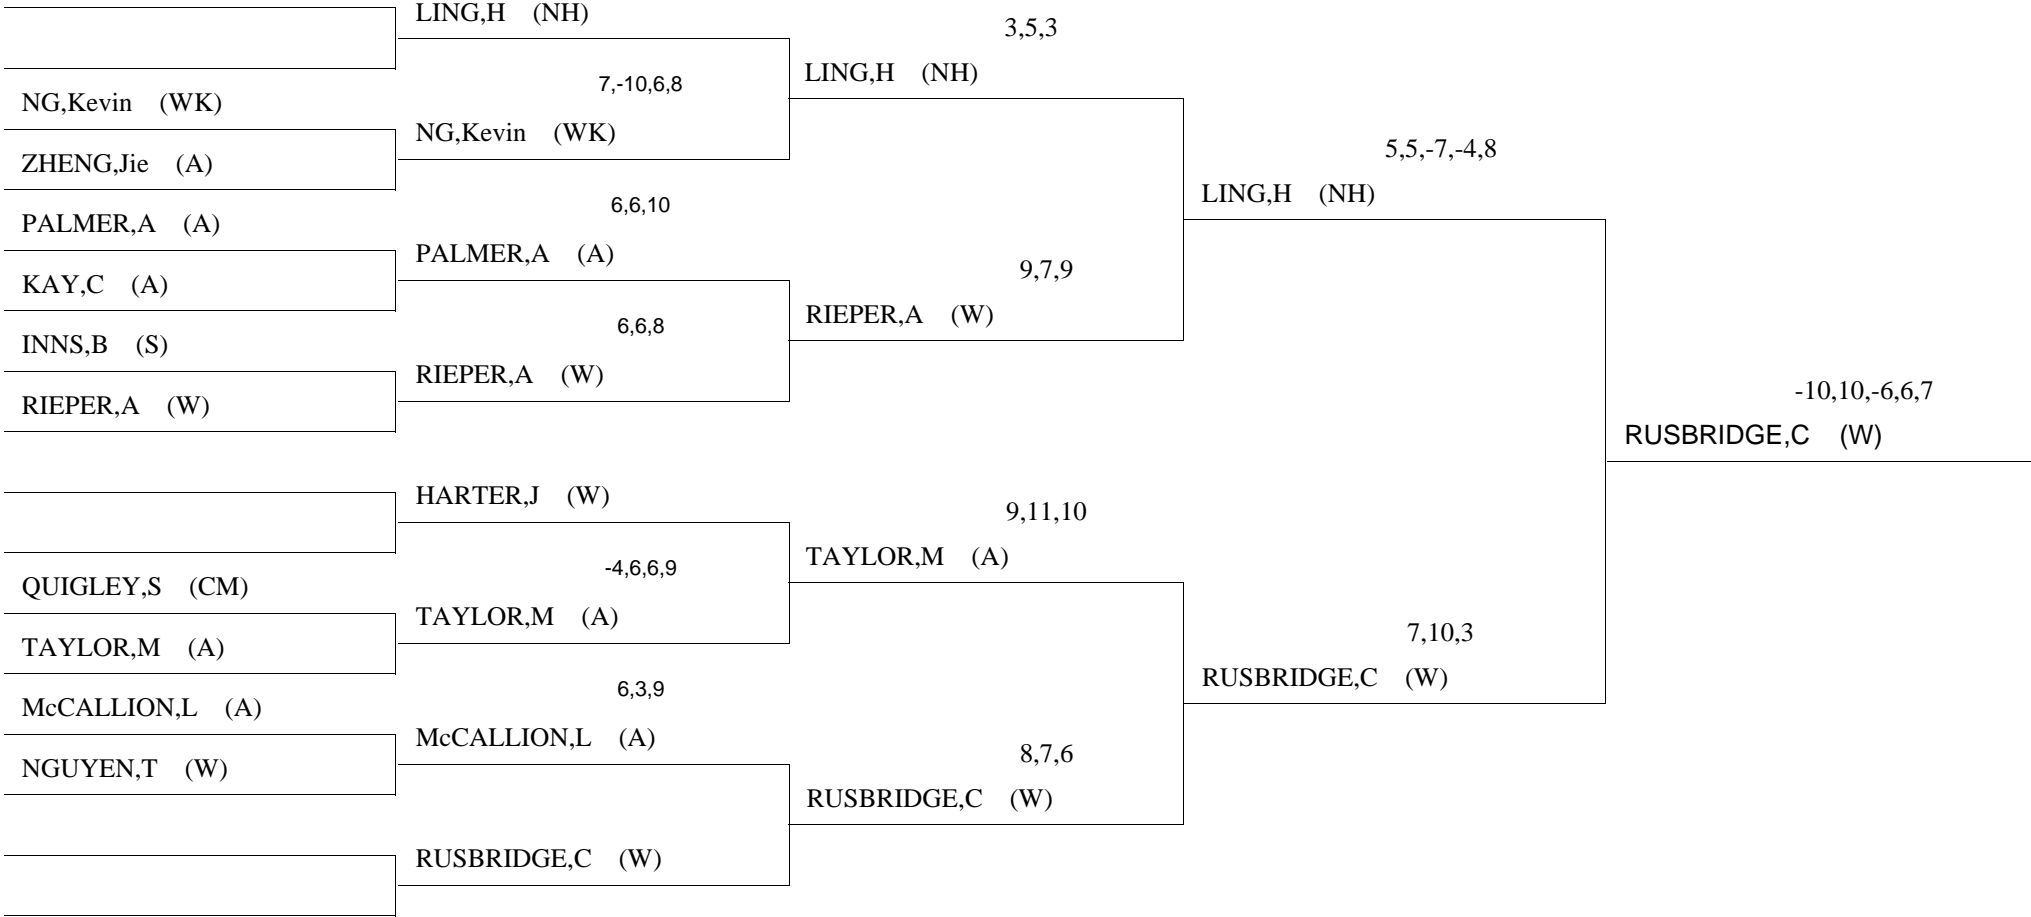 LING,H (NH)
3,5,3
LING,H (NH)
7,-10,6,8
NG,Kevin (WK)
NG,Kevin (WK)
5,5,-7,-4,8
ZHENG,Jie (A)
LING,H (NH)
6,6,10
PALMER,A (A)
PALMER,A (A)
9,7,9
KAY,C (A)
RIEPER,A (W)
6,6,8
INNS,B (S)
RIEPER,A (W)
-10,10,-6,6,7
RIEPER,A (W)
RUSBRIDGE,C (W)
HARTER,J (W)
9,11,10
TAYLOR,M (A)
-4,6,6,9
QUIGLEY,S (CM)
TAYLOR,M (A)
7,10,3
TAYLOR,M (A)
RUSBRIDGE,C (W)
6,3,9
McCALLION,L (A)
McCALLION,L (A)
8,7,6
NGUYEN,T (W)
RUSBRIDGE,C (W)
RUSBRIDGE,C (W)